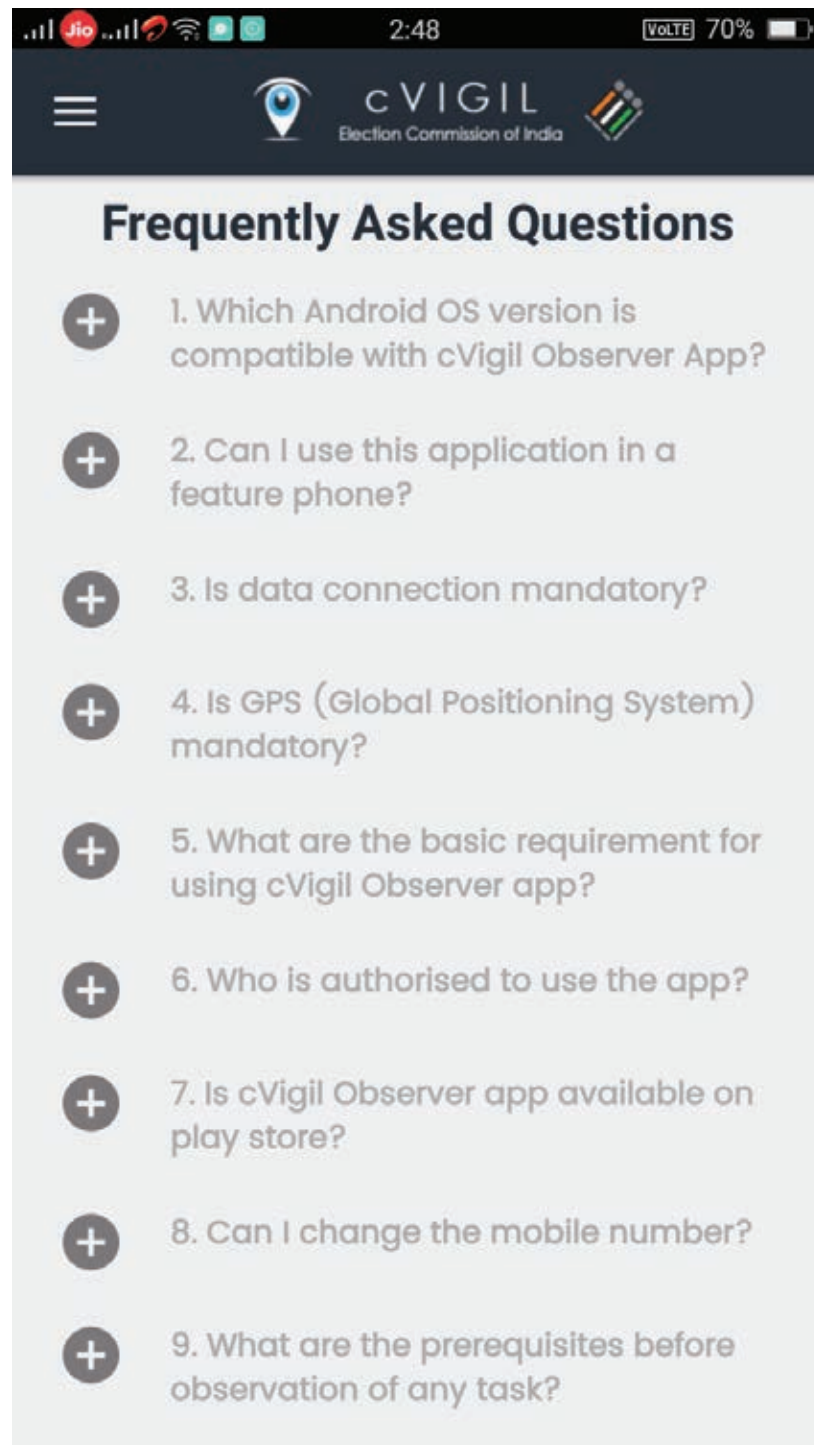 Jio 2:48 VoLTE 70%
cVIGIL
Election Commission of India
Frequently Asked Questions
1. Which Android OS version is
compatible with cVigil Observer App?
2. Can I use this application in a
feature phone?
3. Is data connection mandatory?
4. Is GPS (Global Positioning System)
mandatory?
5. What are the basic requirement for
using cVigil Observer app?
6. Who is authorised to use the app?
7. Is cVigil Observer app available on
play store?
8. Can I change the mobile number?
9. What are the prerequisites before
observation of any task?